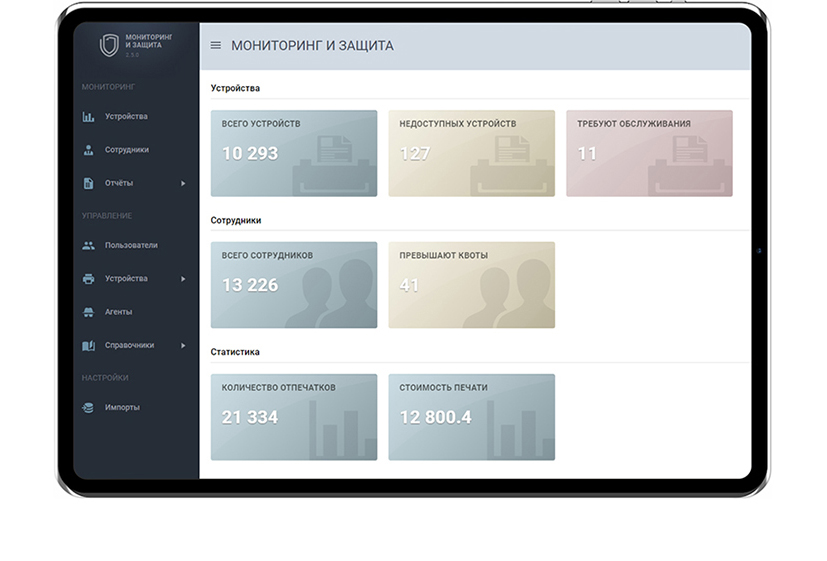 МОНИТОРИНГ
И ЗАЩИТА
2.5.0
МОНИТОРИНГ
Устройства
Сотрудники
Отчёты
УПРАВЛЕНИЕ
Пользователи
Устройства
Агенты
Справочники
НАСТРОЙКИ
Импорты
МОНИТОРИНГ И ЗАЩИТА
Устройства
ВСЕГО УСТРОЙСТВ
10 293
НЕДОСТУПНЫХ УСТРОЙСТВ
127
ТРЕБУЮТ ОБСЛУЖИВАНИЯ
11
Сотрудники
ВСЕГО СОТРУДНИКОВ
13 226
ПРЕВЫШАЮТ КВОТЫ
41
Статистика
КОЛИЧЕСТВО ОТПЕЧАТКОВ
21 334
СТОИМОСТЬ ПЕЧАТИ
12 800.4